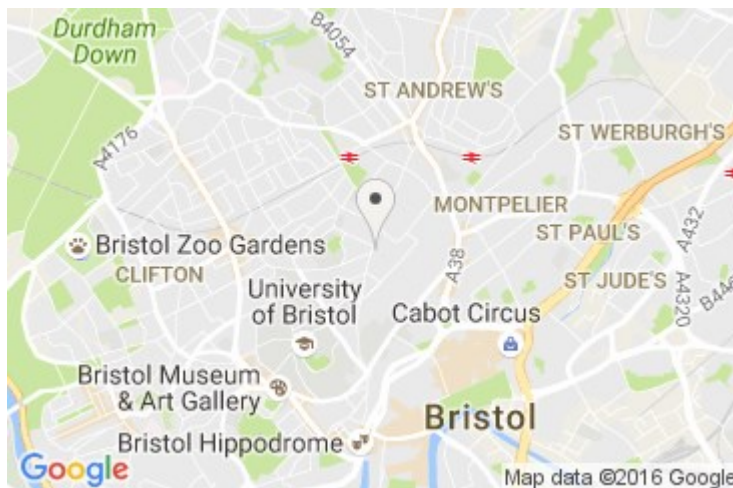 Durdham
Down
B4054
ST ANDREW'S
ST WERBURGH'S
A4176
MONTPELIER
A432
ST PAUL'S
Bristol Zoo Gardens
CLIFTON
A38
ST JUDE'S
A4320
University
of Bristol
Cabot Circus
Bristol Museum
& Art Gallery
Bristol
Bristol Hippodrome
Google
Map data ©2016 Google